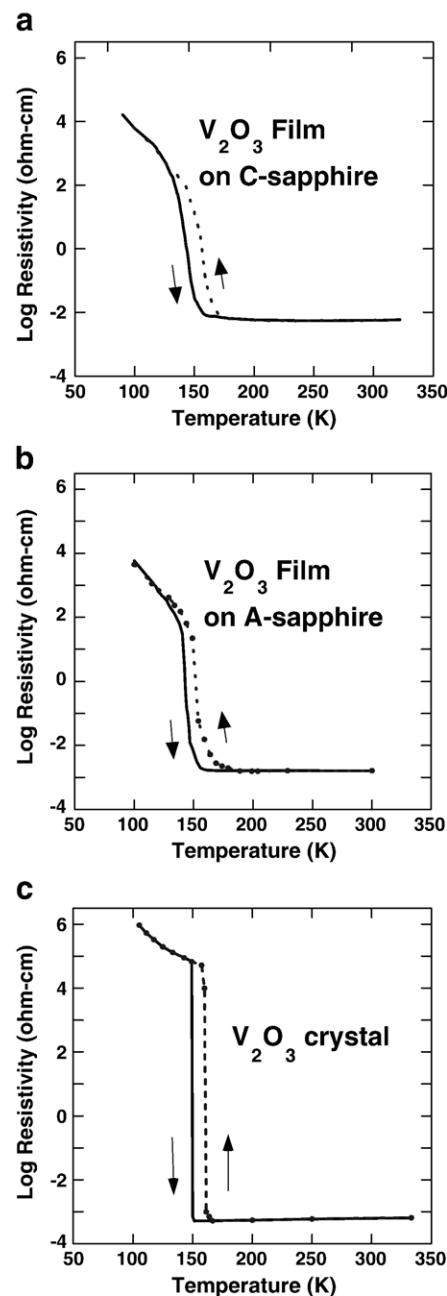 a
6
4
2
0
-2
-4
50 100 150 200 250 300 350
Log Resistivity (ohm-cm)
Temperature (K)
V2O3 Film
on C-sapphire
b
6
4
2
0
-2
-4
50 100 150 200 250 300 350
Log Resistivity (ohm-cm)
Temperature (K)
V2O3 Film
on A-sapphire
c
6
4
2
0
-2
-4
50 100 150 200 250 300 350
Log Resistivity (ohm-cm)
Temperature (K)
V2O3 crystal